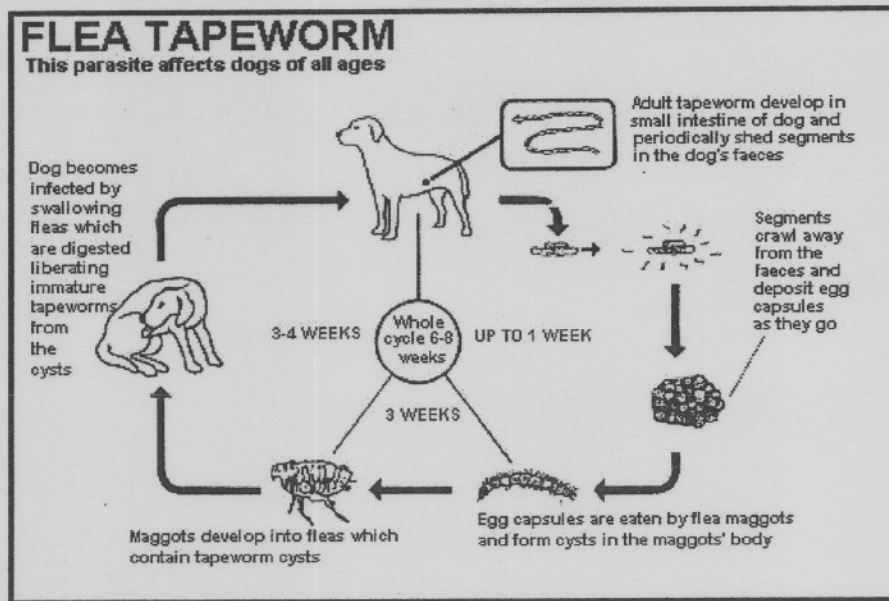 FLEA TAPEWORM
This parasite affects dogs of all ages
Adult tapeworm develop in
small intestine of dog and
periodically shed segments
in the dog's faeces
Segments
crawl away
from the
faeces and
deposit egg
capsules
as they go
Egg capsules are eaten by flea maggots
and form cysts in the maggots' body
Maggots develop into fleas which
contain tapeworm cysts
Dog becomes
infected by
swallowing
fleas which
are digested
liberating
immature
tapeworms
from
the
cysts
3-4 WEEKS
Whole
cycle 6-8
weeks
UP TO 1 WEEK
3 WEEKS